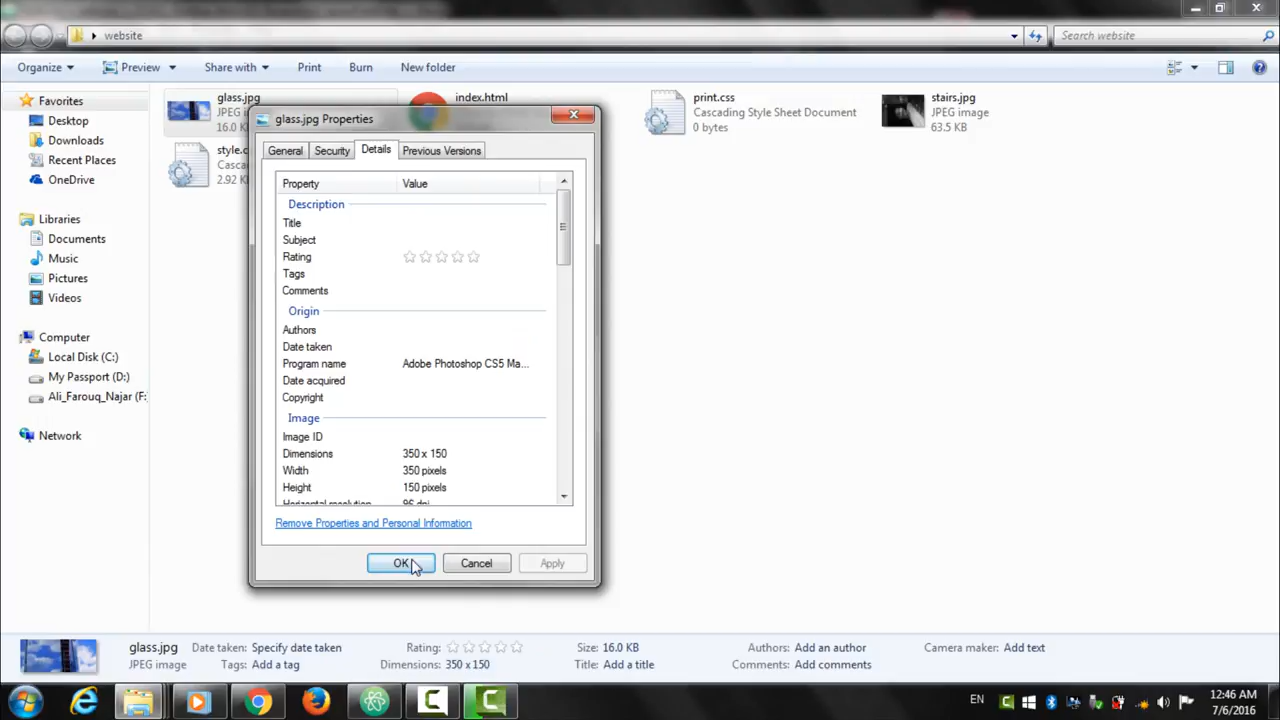 website
Search website
Organize Preview Share with Print Burn New folder
Favorites
Desktop
Downloads
Recent Places
OneDrive
Libraries
Documents
Music
Pictures
Videos
Computer
Local Disk (C:)
My Passport (D:)
Ali_Farouq_Najar (F:
Network
glass.jpg
JPEG i
16.0 K
index.html
print.css
Cascading Style Sheet Document
0 bytes
stairs.jpg
JPEG image
63.5 KB
style.c
Casca
2.92 K
glass.jpg Properties
General Security Details Previous Versions
Property Value
Description
Title
Subject
Rating
Tags
Comments
Origin
Authors
Date taken
Program name Adobe Photoshop CS5 Ma...
Date acquired
Copyright
Image
Image ID
Dimensions 350 x 150
Width 350 pixels
Height 150 pixels
Horizontal resolution 96 dpi
Remove Properties and Personal Information
OK Cancel Apply
glass.jpg Date taken: Specify date taken Rating: Size: 16.0 KB Authors: Add an author Camera maker: Add text
JPEG image Tags: Add a tag Dimensions: 350 x 150 Title: Add a title Comments: Add comments
EN
12:46 AM
7/6/2016